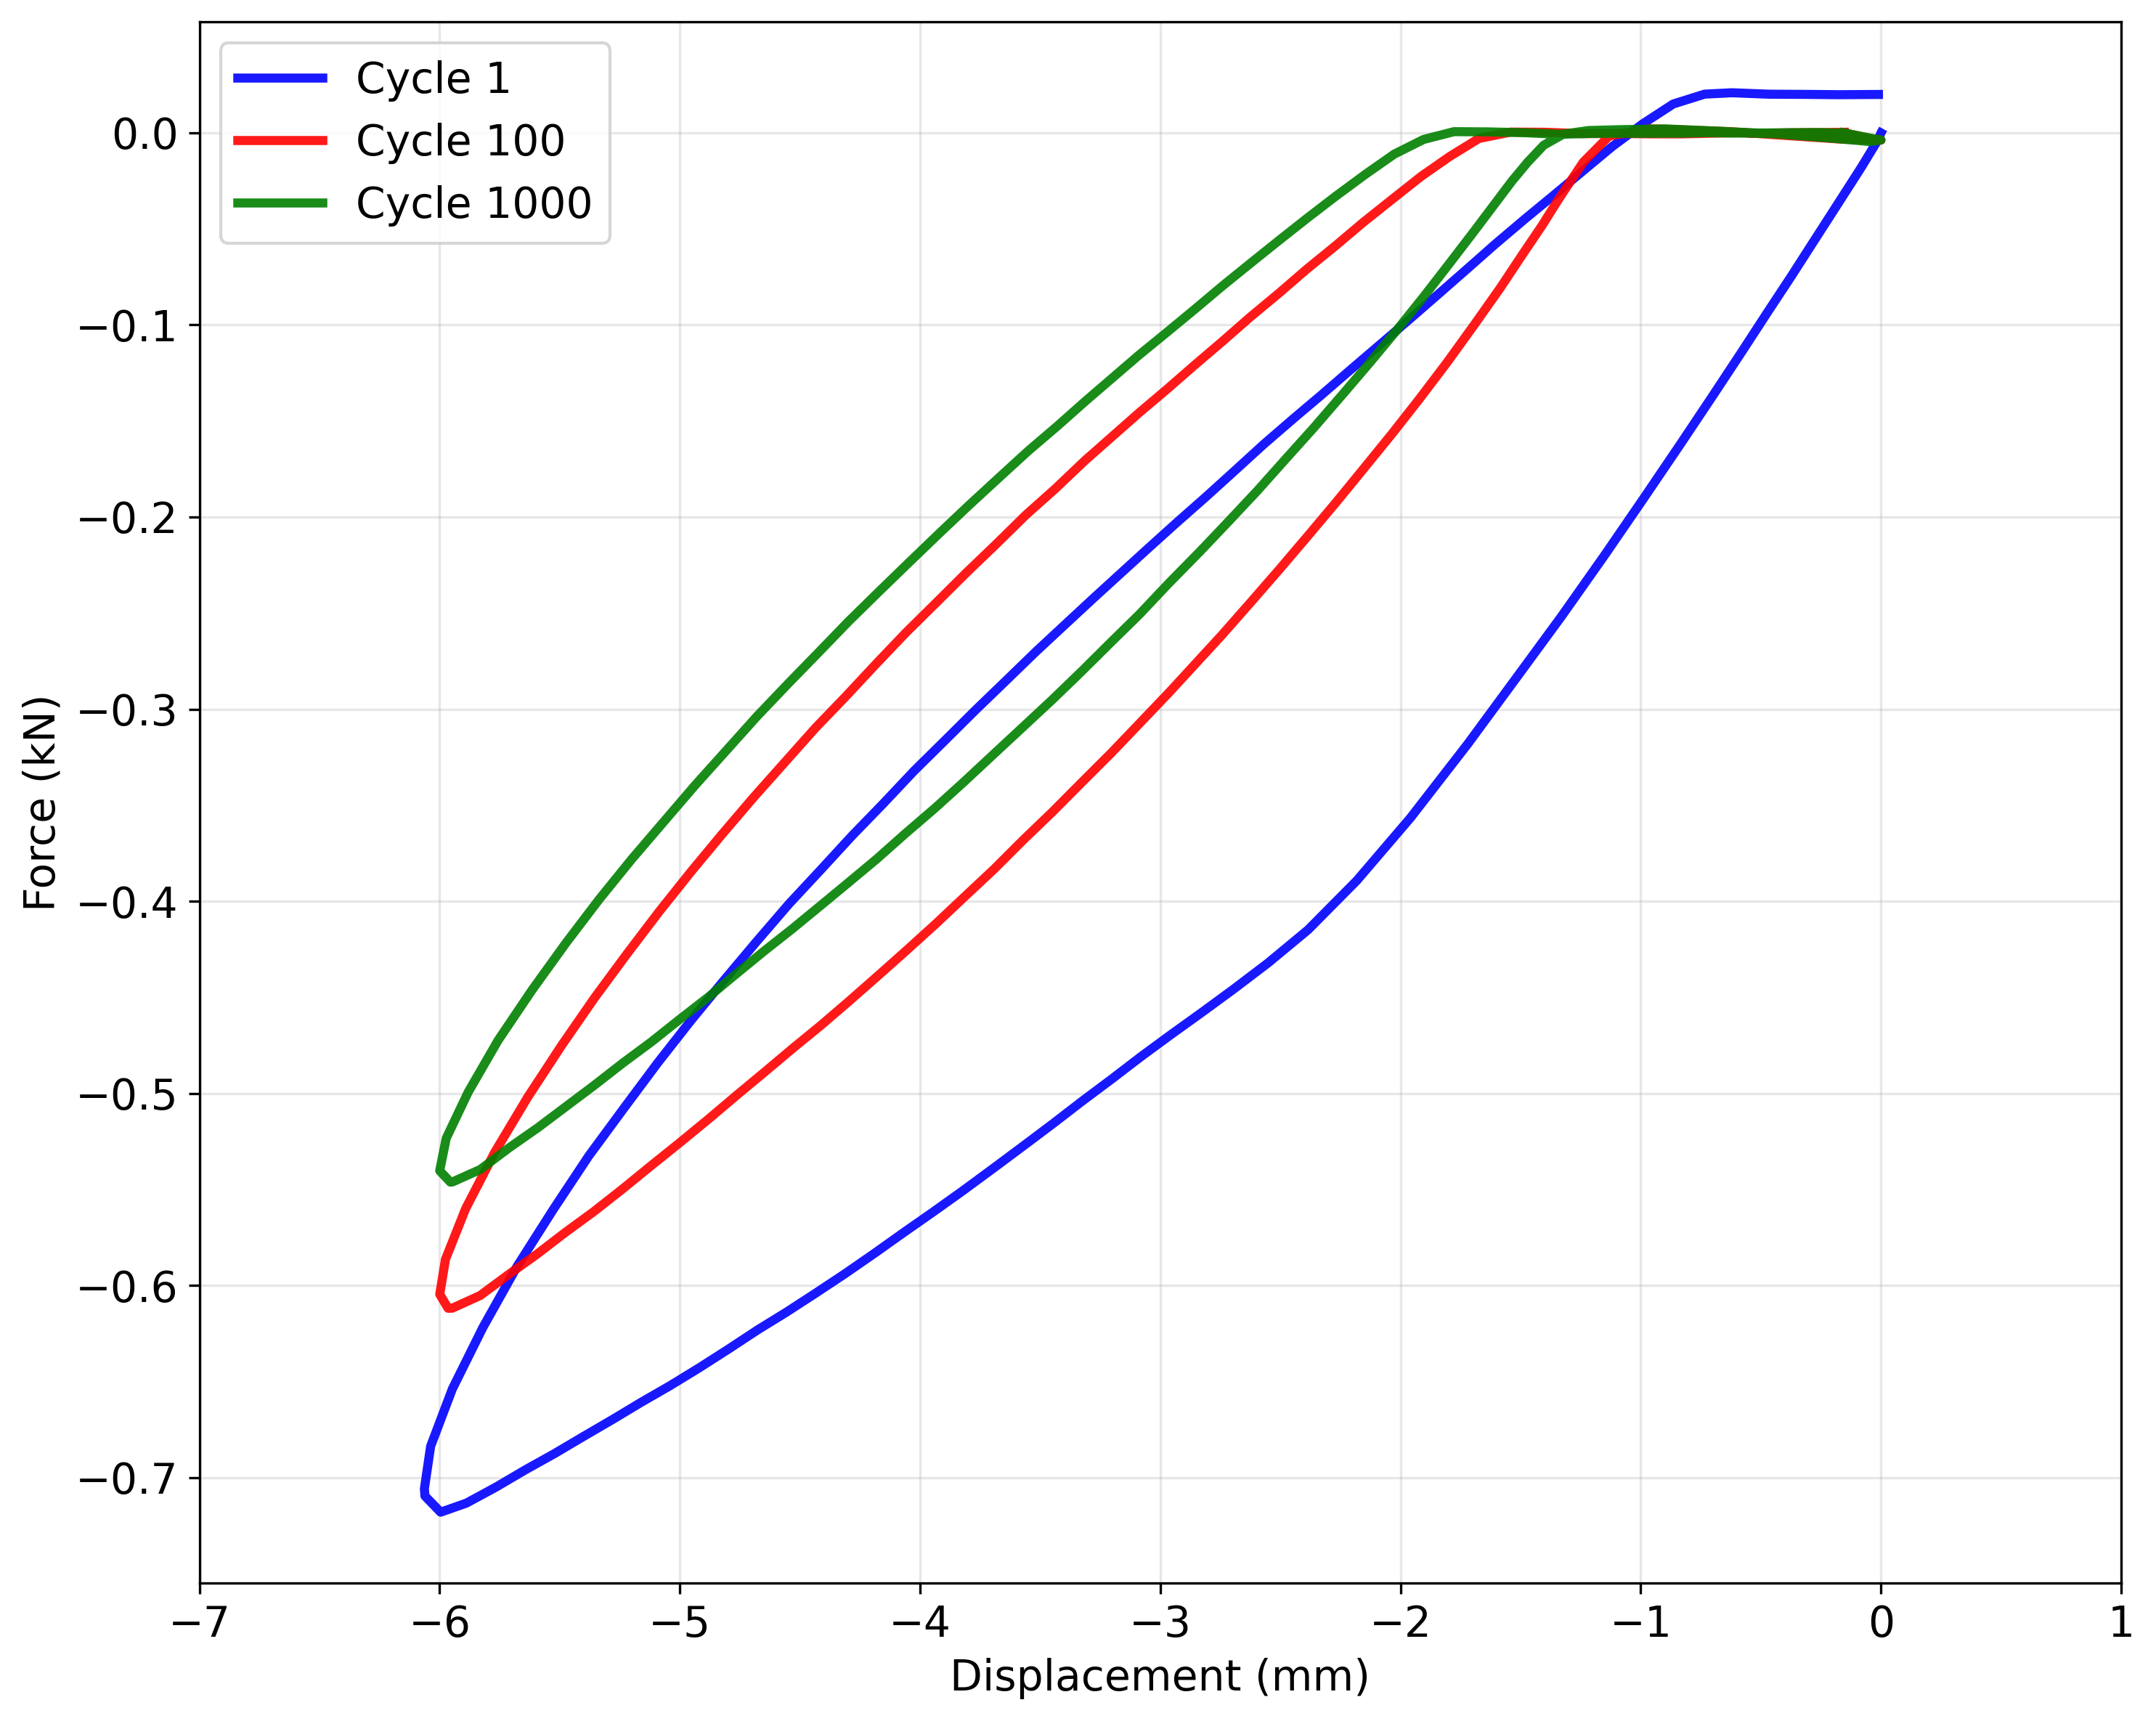 Cycle 1
Cycle 100
Cycle 1000
0.0
−0.1
−0.2
−0.3
−0.4
−0.5
−0.6
−0.7
Force (kN)
−7 −6 −5 −4 −3 −2 −1 0 1
Displacement (mm)